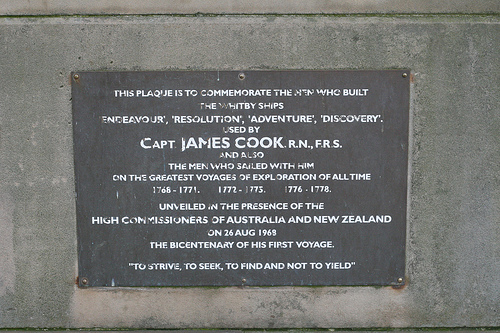 THIS PLAQUE IS TO COMMEMORATE THE MEN WHO BUILT
THE WHITBY SHIPS
'ENDEAVOUR', 'RESOLUTION', 'ADVENTURE', 'DISCOVERY'.
USED BY
CAPT. JAMES COOK. R.N., F.R.S.
AND ALSO
THE MEN WHO SAILED WITH HIM
ON THE GREATEST VOYAGES OF EXPLORATION OF ALL TIME
1768 - 1771. 1772 - 1775. 1776 - 1778.
UNVEILED IN THE PRESENCE OF THE
HIGH COMMISSIONERS OF AUSTRALIA AND NEW ZEALAND
ON 26 AUG 1968
THE BICENTENARY OF HIS FIRST VOYAGE.
"TO STRIVE, TO SEEK, TO FIND AND NOT TO YIELD"